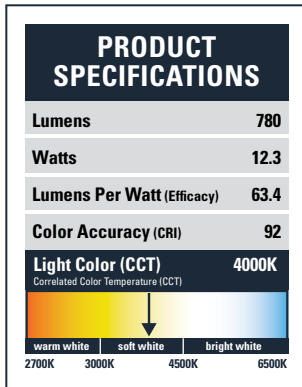 PRODUCT
SPECIFICATIONS
Lumens 780
Watts 12.3
Lumens Per Watt (Efficacy) 63.4
Color Accuracy (CRI) 92
Light Color (CCT) 4000K
Correlated Color Temperature (CCT)
warm white soft white bright white
2700K 3000K 4500K 6500K